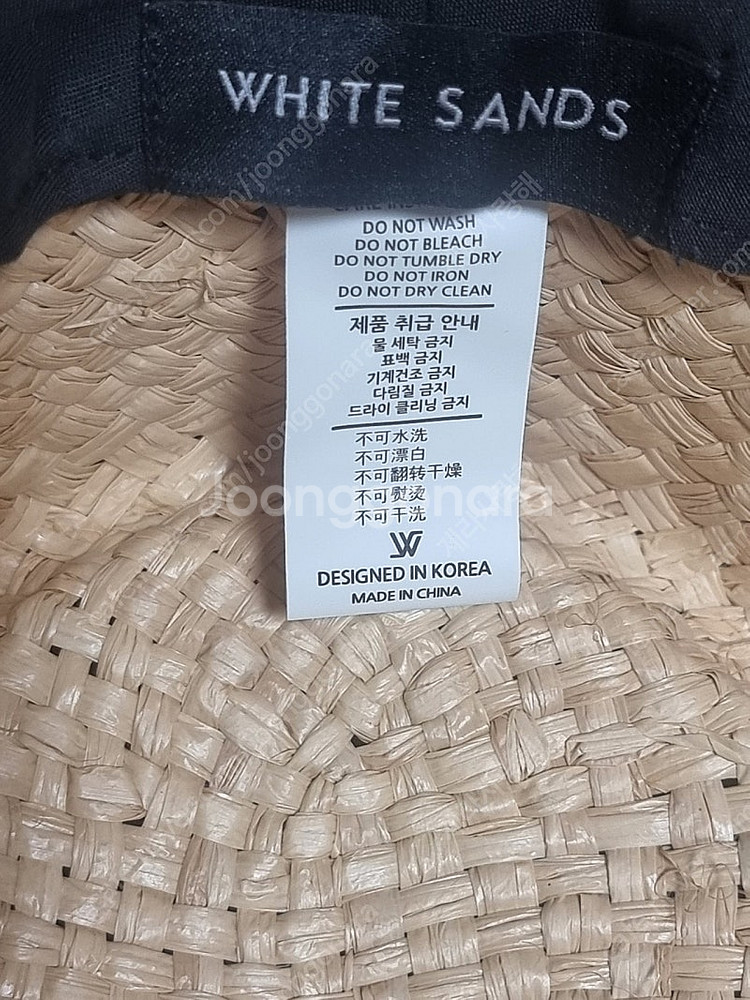 WHITE SANDS
DO NOT WASH
DO NOT BLEACH
DO NOT TUMBLE DRY
DO NOT IRON
DO NOT DRY CLEAN
제품 취급 안내
물 세탁 금지
표백 금지
기계건조 금지
다림질 금지
드라이 클리닝 금지
不可水洗
不可漂白
不可翻转干燥
不可熨烫
不可干洗
Joonggonara
DESIGNED IN KOREA
MADE IN CHINA